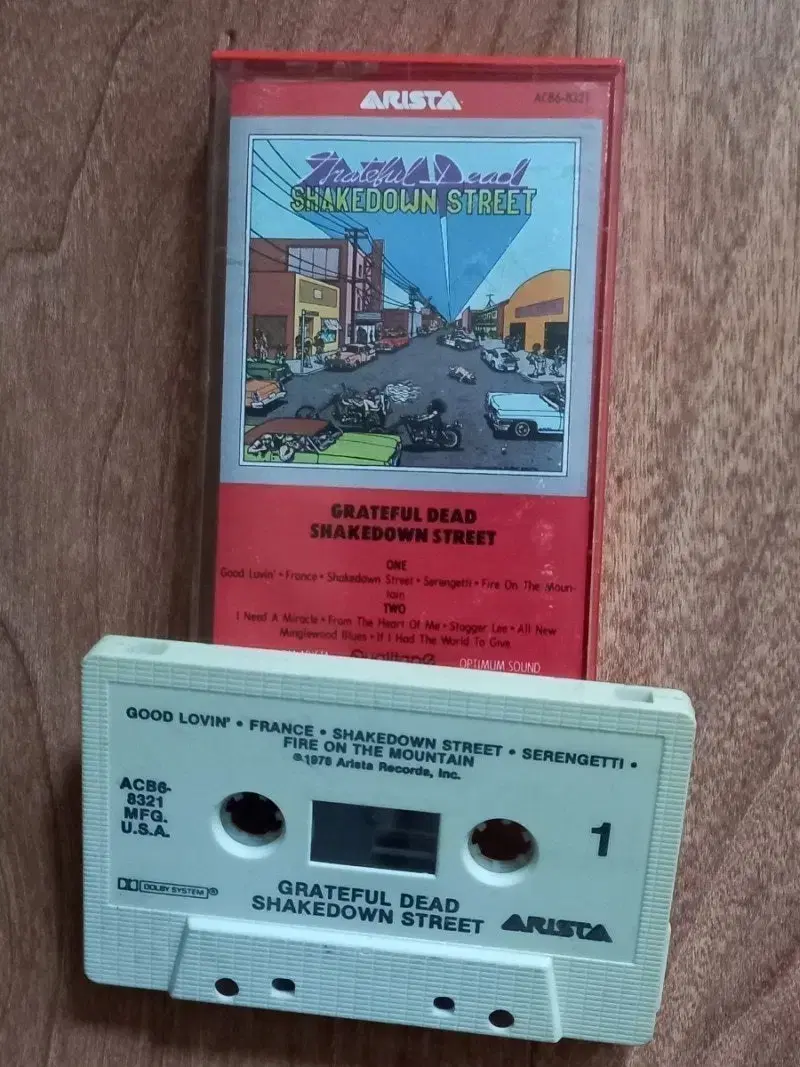 ARISTA
ACB6-8321
Grateful Dead
SHAKEDOWN STREET
GRATEFUL DEAD
SHAKEDOWN STREET
ONE
Good Lovin' • France • Shakedown Street • Serengetti • Fire On The Moun-
tain
TWO
I Need A Miracle • From The Heart Of Me • Stagger Lee • All New
Minglewood Blues • If I Had The World To Give
Qualitape
OPTIMUM SOUND
GOOD LOVIN' • FRANCE • SHAKEDOWN STREET • SERENGETTI •
FIRE ON THE MOUNTAIN
℗1978 Arista Records, Inc.
ACB6-
8321
MFG.
U.S.A.
1
DOLBY SYSTEM®
GRATEFUL DEAD
SHAKEDOWN STREET
ARISTA